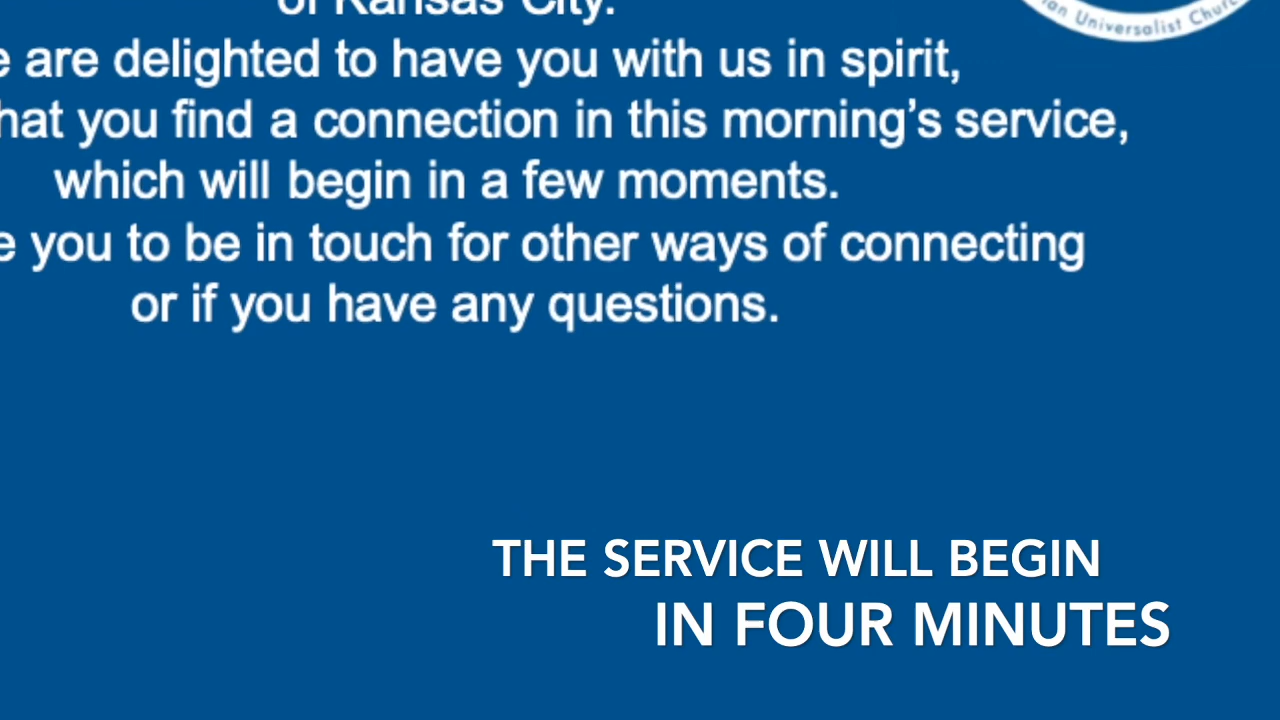 of Kansas City.
Universalist
are delighted to have you with us in spirit,
you find a connection in this morning’s service,
which will begin in a few moments.
you to be in touch for other ways of connecting
or if you have any questions.
THE SERVICE WILL BEGIN
IN FOUR MINUTES